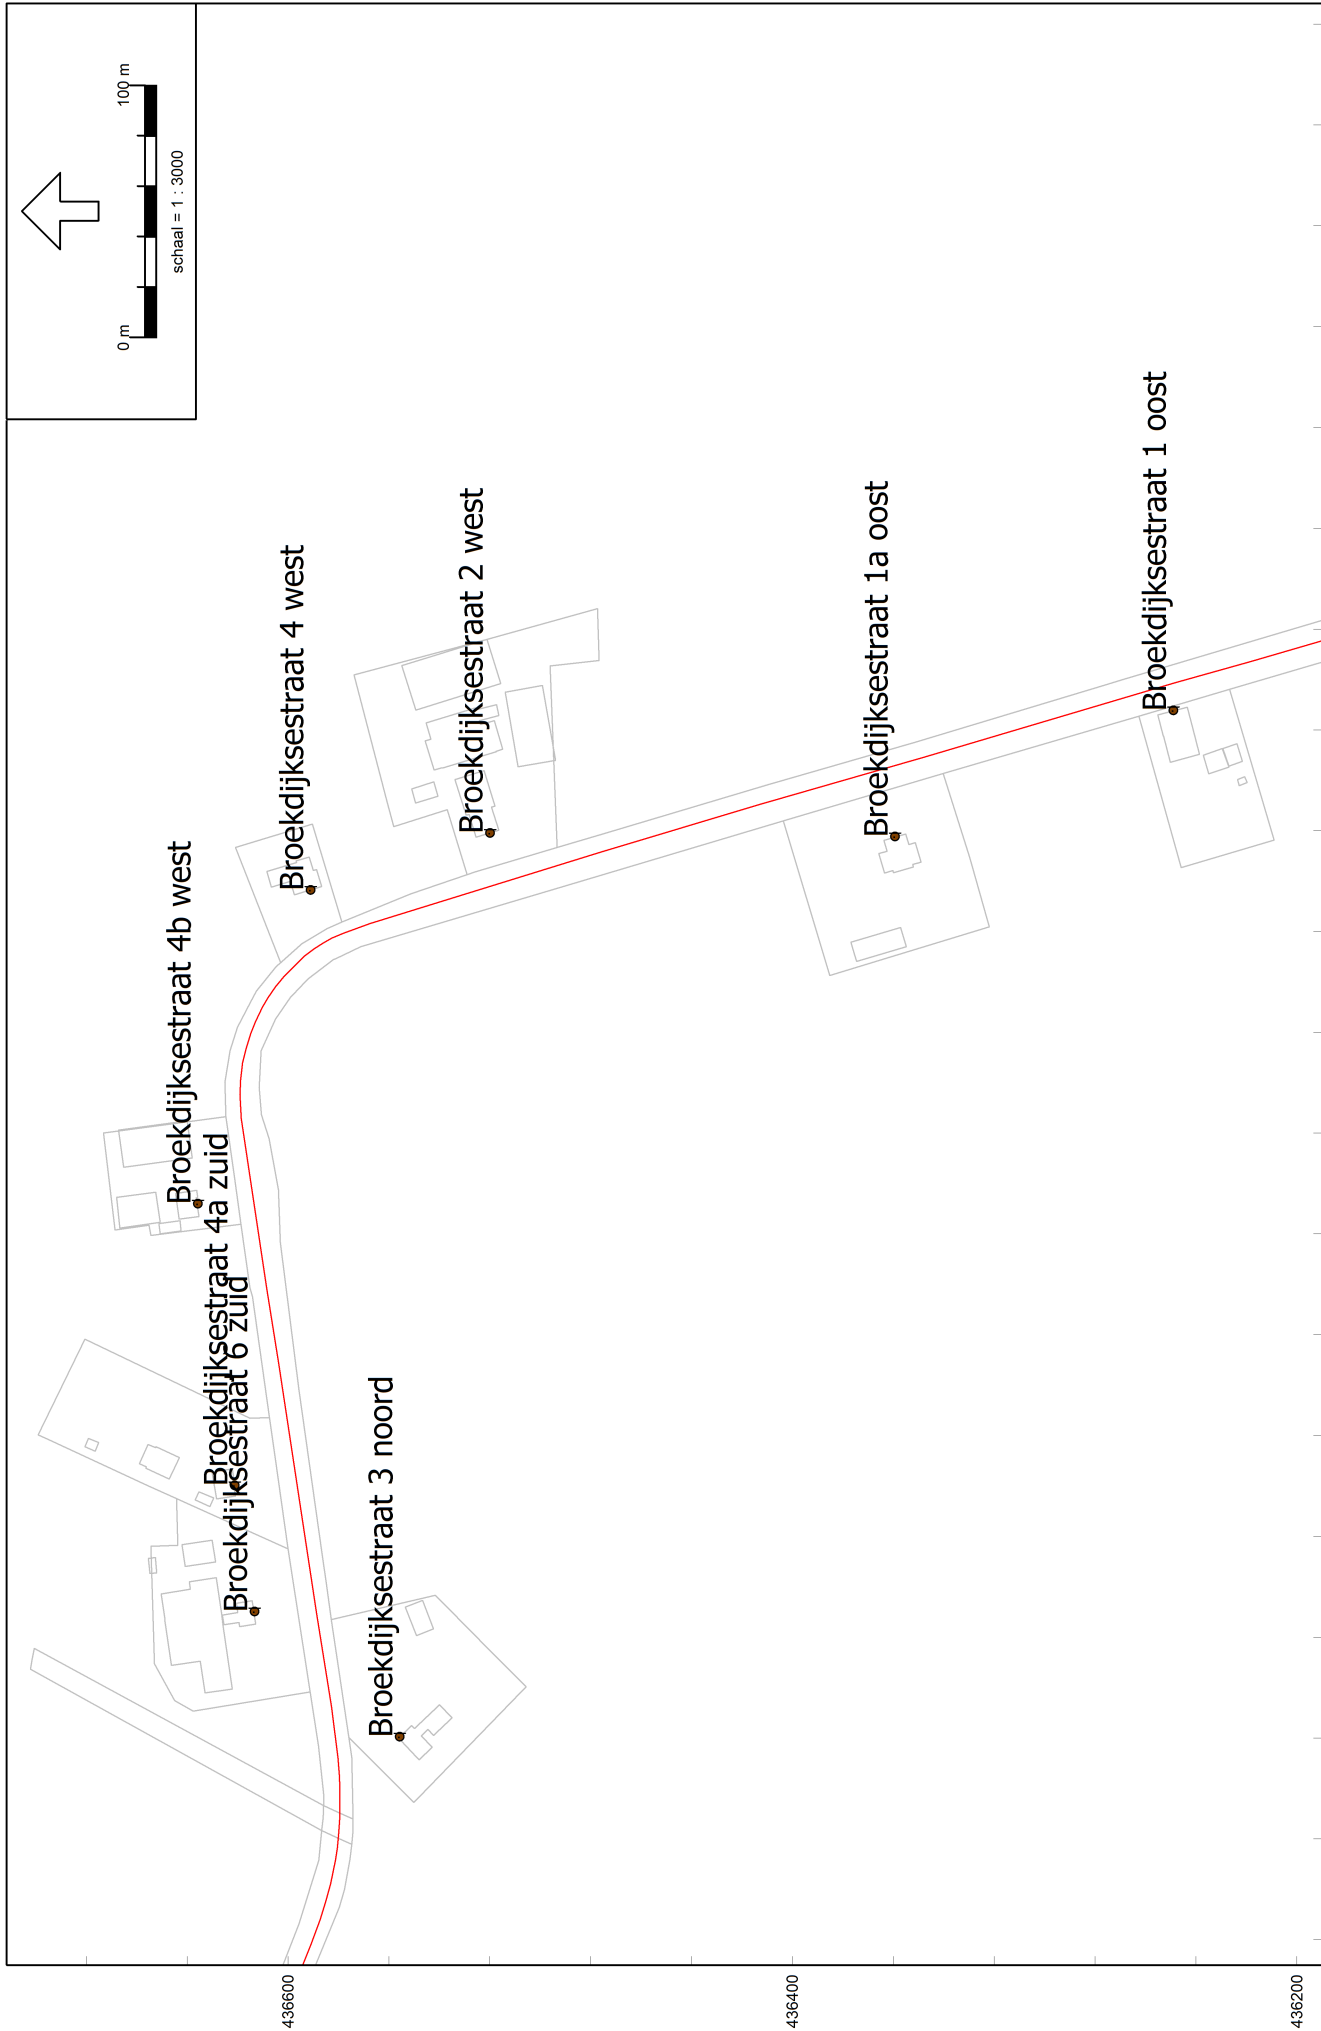 0 m
100 m
schaal = 1 : 3000
Broekdijksestraat 4b west
Broekdijksestraat 4a zuid
Broekdijksestraat 6 zuid
Broekdijksestraat 4 west
Broekdijksestraat 3 noord
Broekdijksestraat 2 west
Broekdijksestraat 1a oost
Broekdijksestraat 1 oost
436600
436400
436200